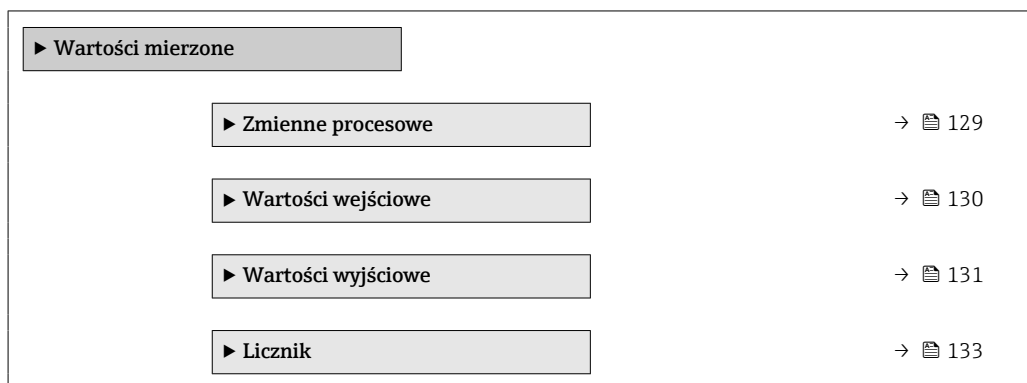 ▶ Wartości mierzone
▶ Zmienne procesowe → 129
▶ Wartości wejściowe → 130
▶ Wartości wyjściowe → 131
▶ Licznik → 133